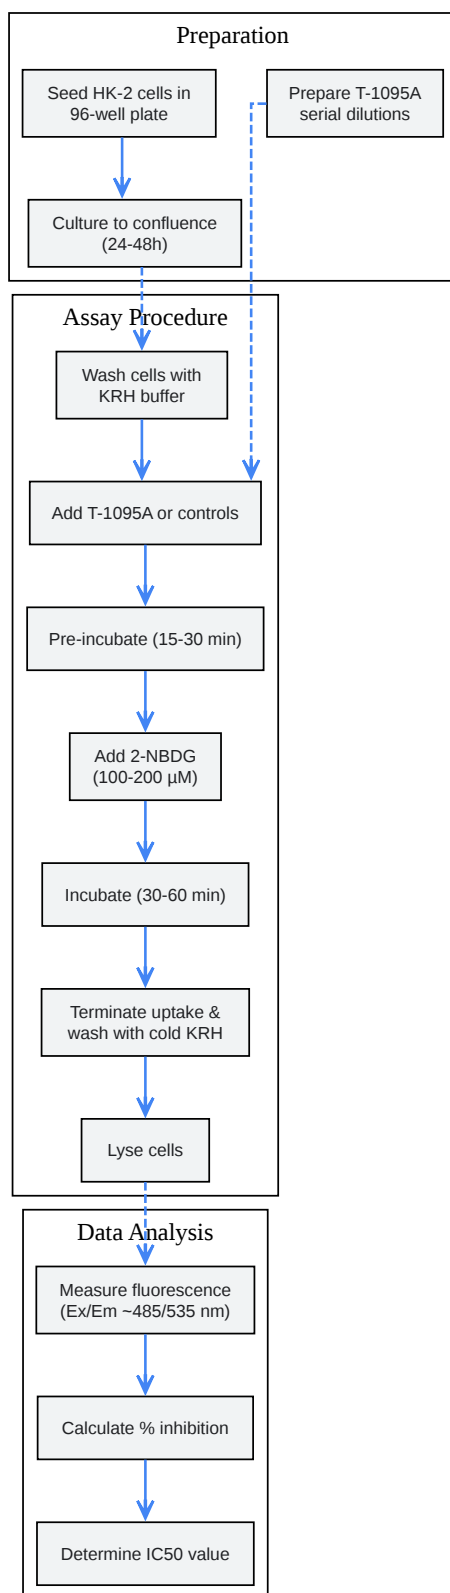 Preparation
Seed HK-2 cells in
96-well plate
Prepare T-1095A
serial dilutions
Culture to confluence
(24-48h)
Assay Procedure
Wash cells with
KRH buffer
Add T-1095A or controls
Pre-incubate (15-30 min)
Add 2-NBDG
(100-200 µM)
Incubate (30-60 min)
Terminate uptake &
wash with cold KRH
Lyse cells
Data Analysis
Measure fluorescence
(Ex/Em ~485/535 nm)
Calculate % inhibition
Determine IC50 value